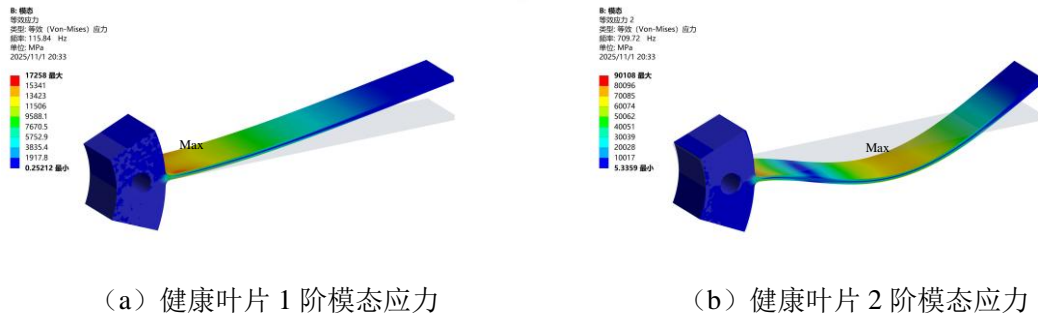 B: 模态
等效应力
类型: 等效（Von-Mises）应力
频率: 115.84 Hz
单位: MPa
2025/11/1 20:33
17258 最大
15341
13423
11506
9588.1
7670.5
5752.9
3835.4
1917.8
0.25212 最小
Max
（a）健康叶片 1 阶模态应力
B: 模态
等效应力 2
类型: 等效（Von-Mises）应力
频率: 709.72 Hz
单位: MPa
2025/11/1 20:33
90108 最大
80096
70085
60074
50062
40051
30039
20028
10017
5.3359 最小
Max
（b）健康叶片 2 阶模态应力